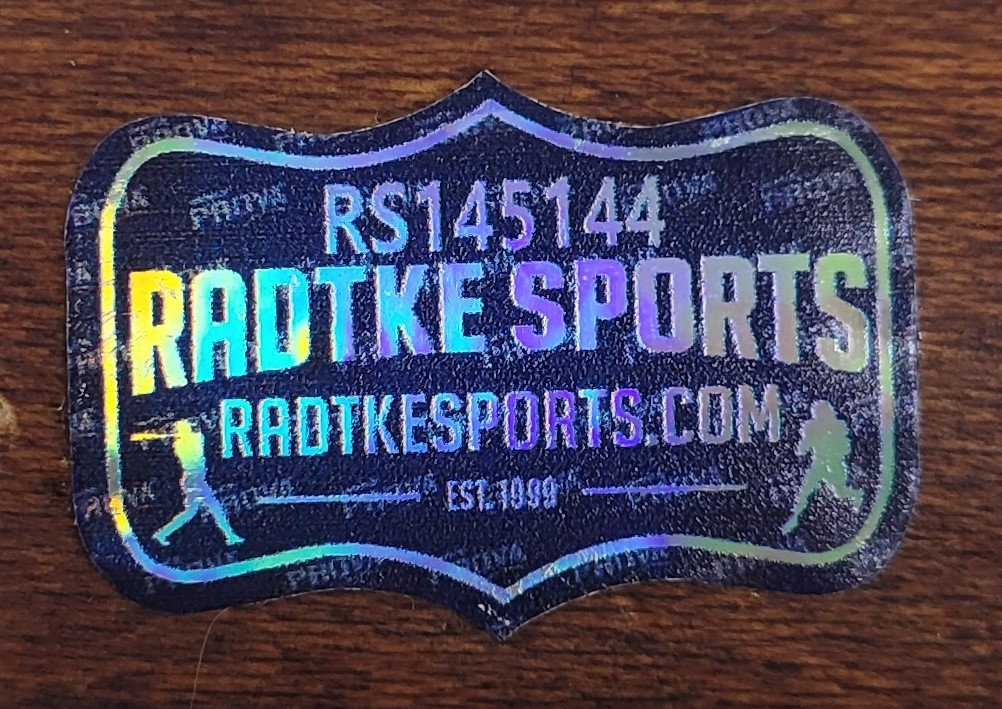 RS145144
RADTKE SPORTS
RADTKESPORTS.COM
EST. 1999